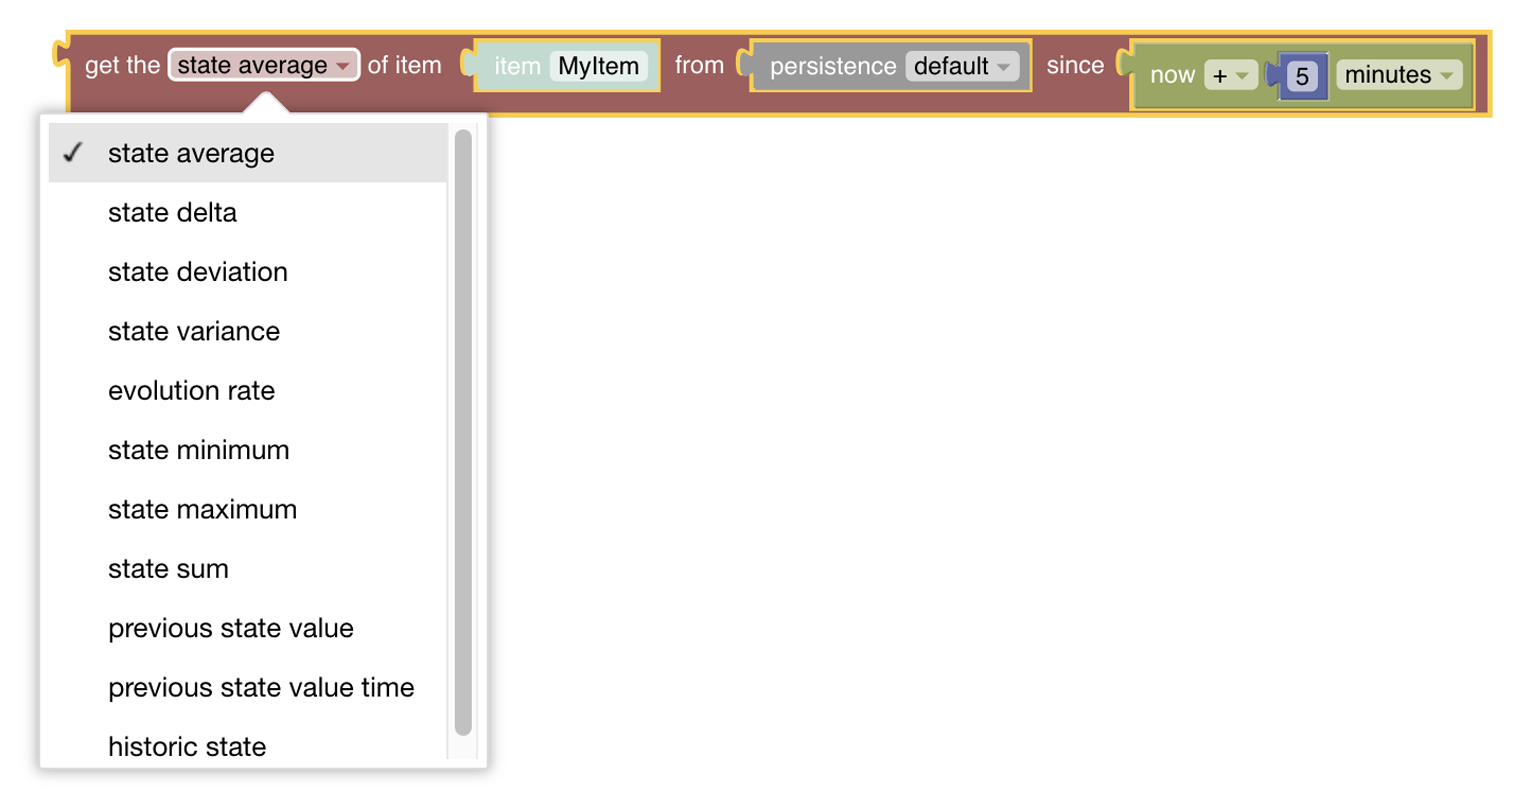 get the state average of item item MyItem from persistence default since now + 5 minutes
state average
state delta
state deviation
state variance
evolution rate
state minimum
state maximum
state sum
previous state value
previous state value time
historic state